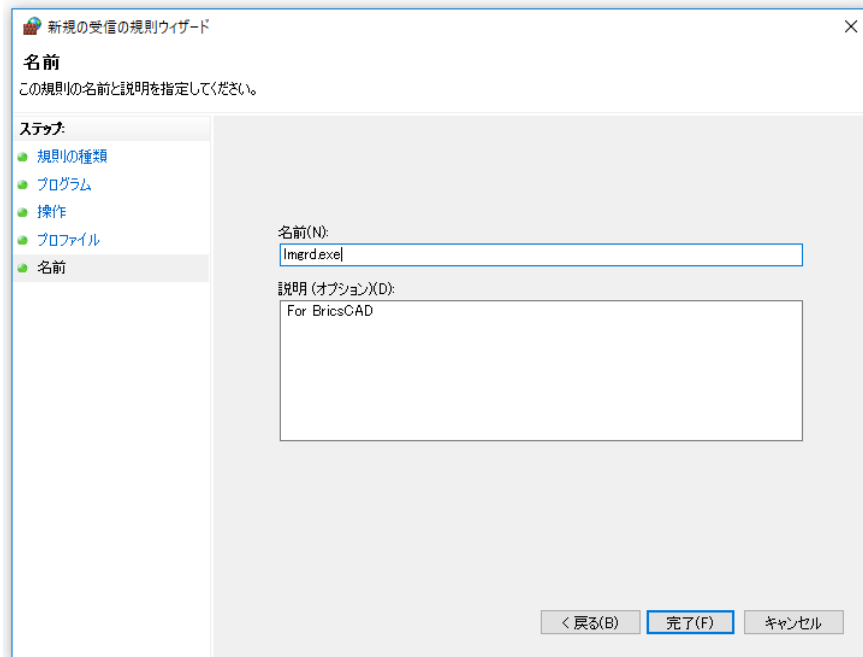 新規の受信の規則ウィザード
名前
この規則の名前と説明を指定してください。
ステップ:
規則の種類
プログラム
操作
プロファイル
名前
名前(N):
lmgrd.exe
説明 (オプション)(D):
For BricsCAD
< 戻る(B)
完了(F)
キャンセル